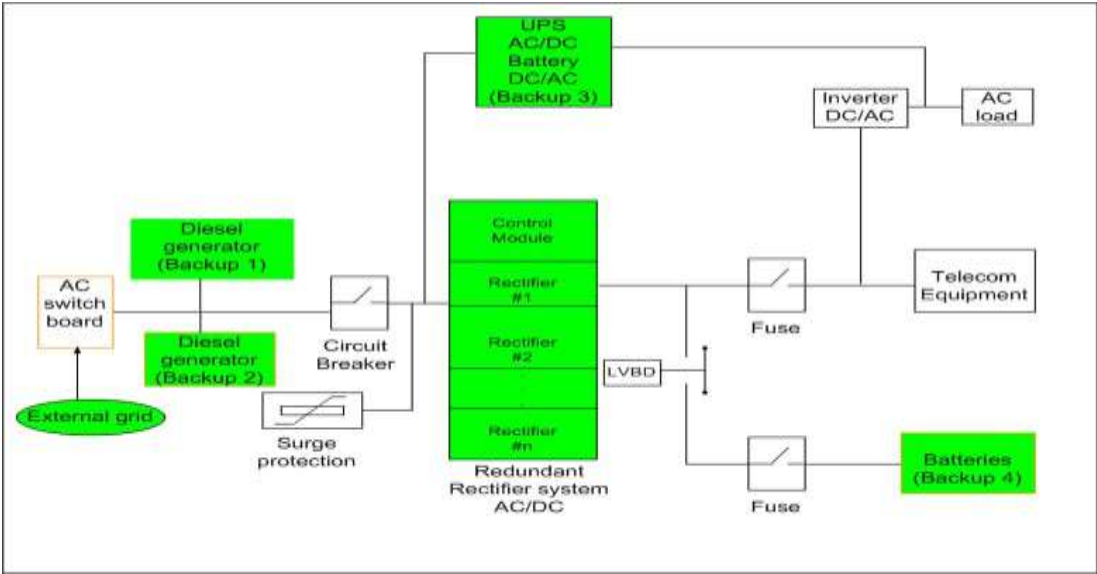 UPS
AC/DC
Battery
DC/AC
(Backup 3)
Inverter
DC/AC
AC
load
Diesel
generator
(Backup 1)
Control
Module
AC
switch
board
Rectifier
#1
Telecom
Equipment
Fuse
Diesel
generator
(Backup 2)
Circuit
Breaker
Rectifier
#2
LVBD
External grid
Surge
protection
Rectifier
#n
Redundant
Rectifier system
AC/DC
Batteries
(Backup 4)
Fuse